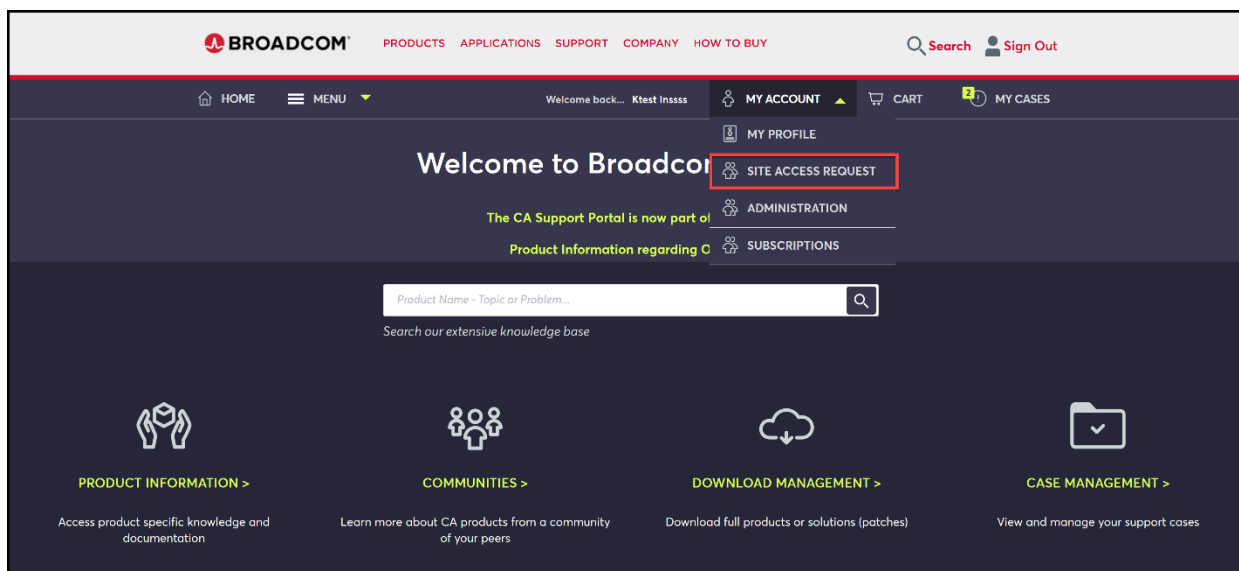 BROADCOM
PRODUCTS APPLICATIONS SUPPORT COMPANY HOW TO BUY
Search Sign Out
HOME MENU Welcome back... Ktest Inssss MY ACCOUNT CART 2 MY CASES
MY PROFILE
SITE ACCESS REQUEST
ADMINISTRATION
SUBSCRIPTIONS
Welcome to Broadcom
The CA Support Portal is now part of
Product Information regarding
Product Name - Topic or Problem...
Search our extensive knowledge base
PRODUCT INFORMATION >
Access product specific knowledge and
documentation
COMMUNITIES >
Learn more about CA products from a community
of your peers
DOWNLOAD MANAGEMENT >
Download full products or solutions (patches)
CASE MANAGEMENT >
View and manage your support cases